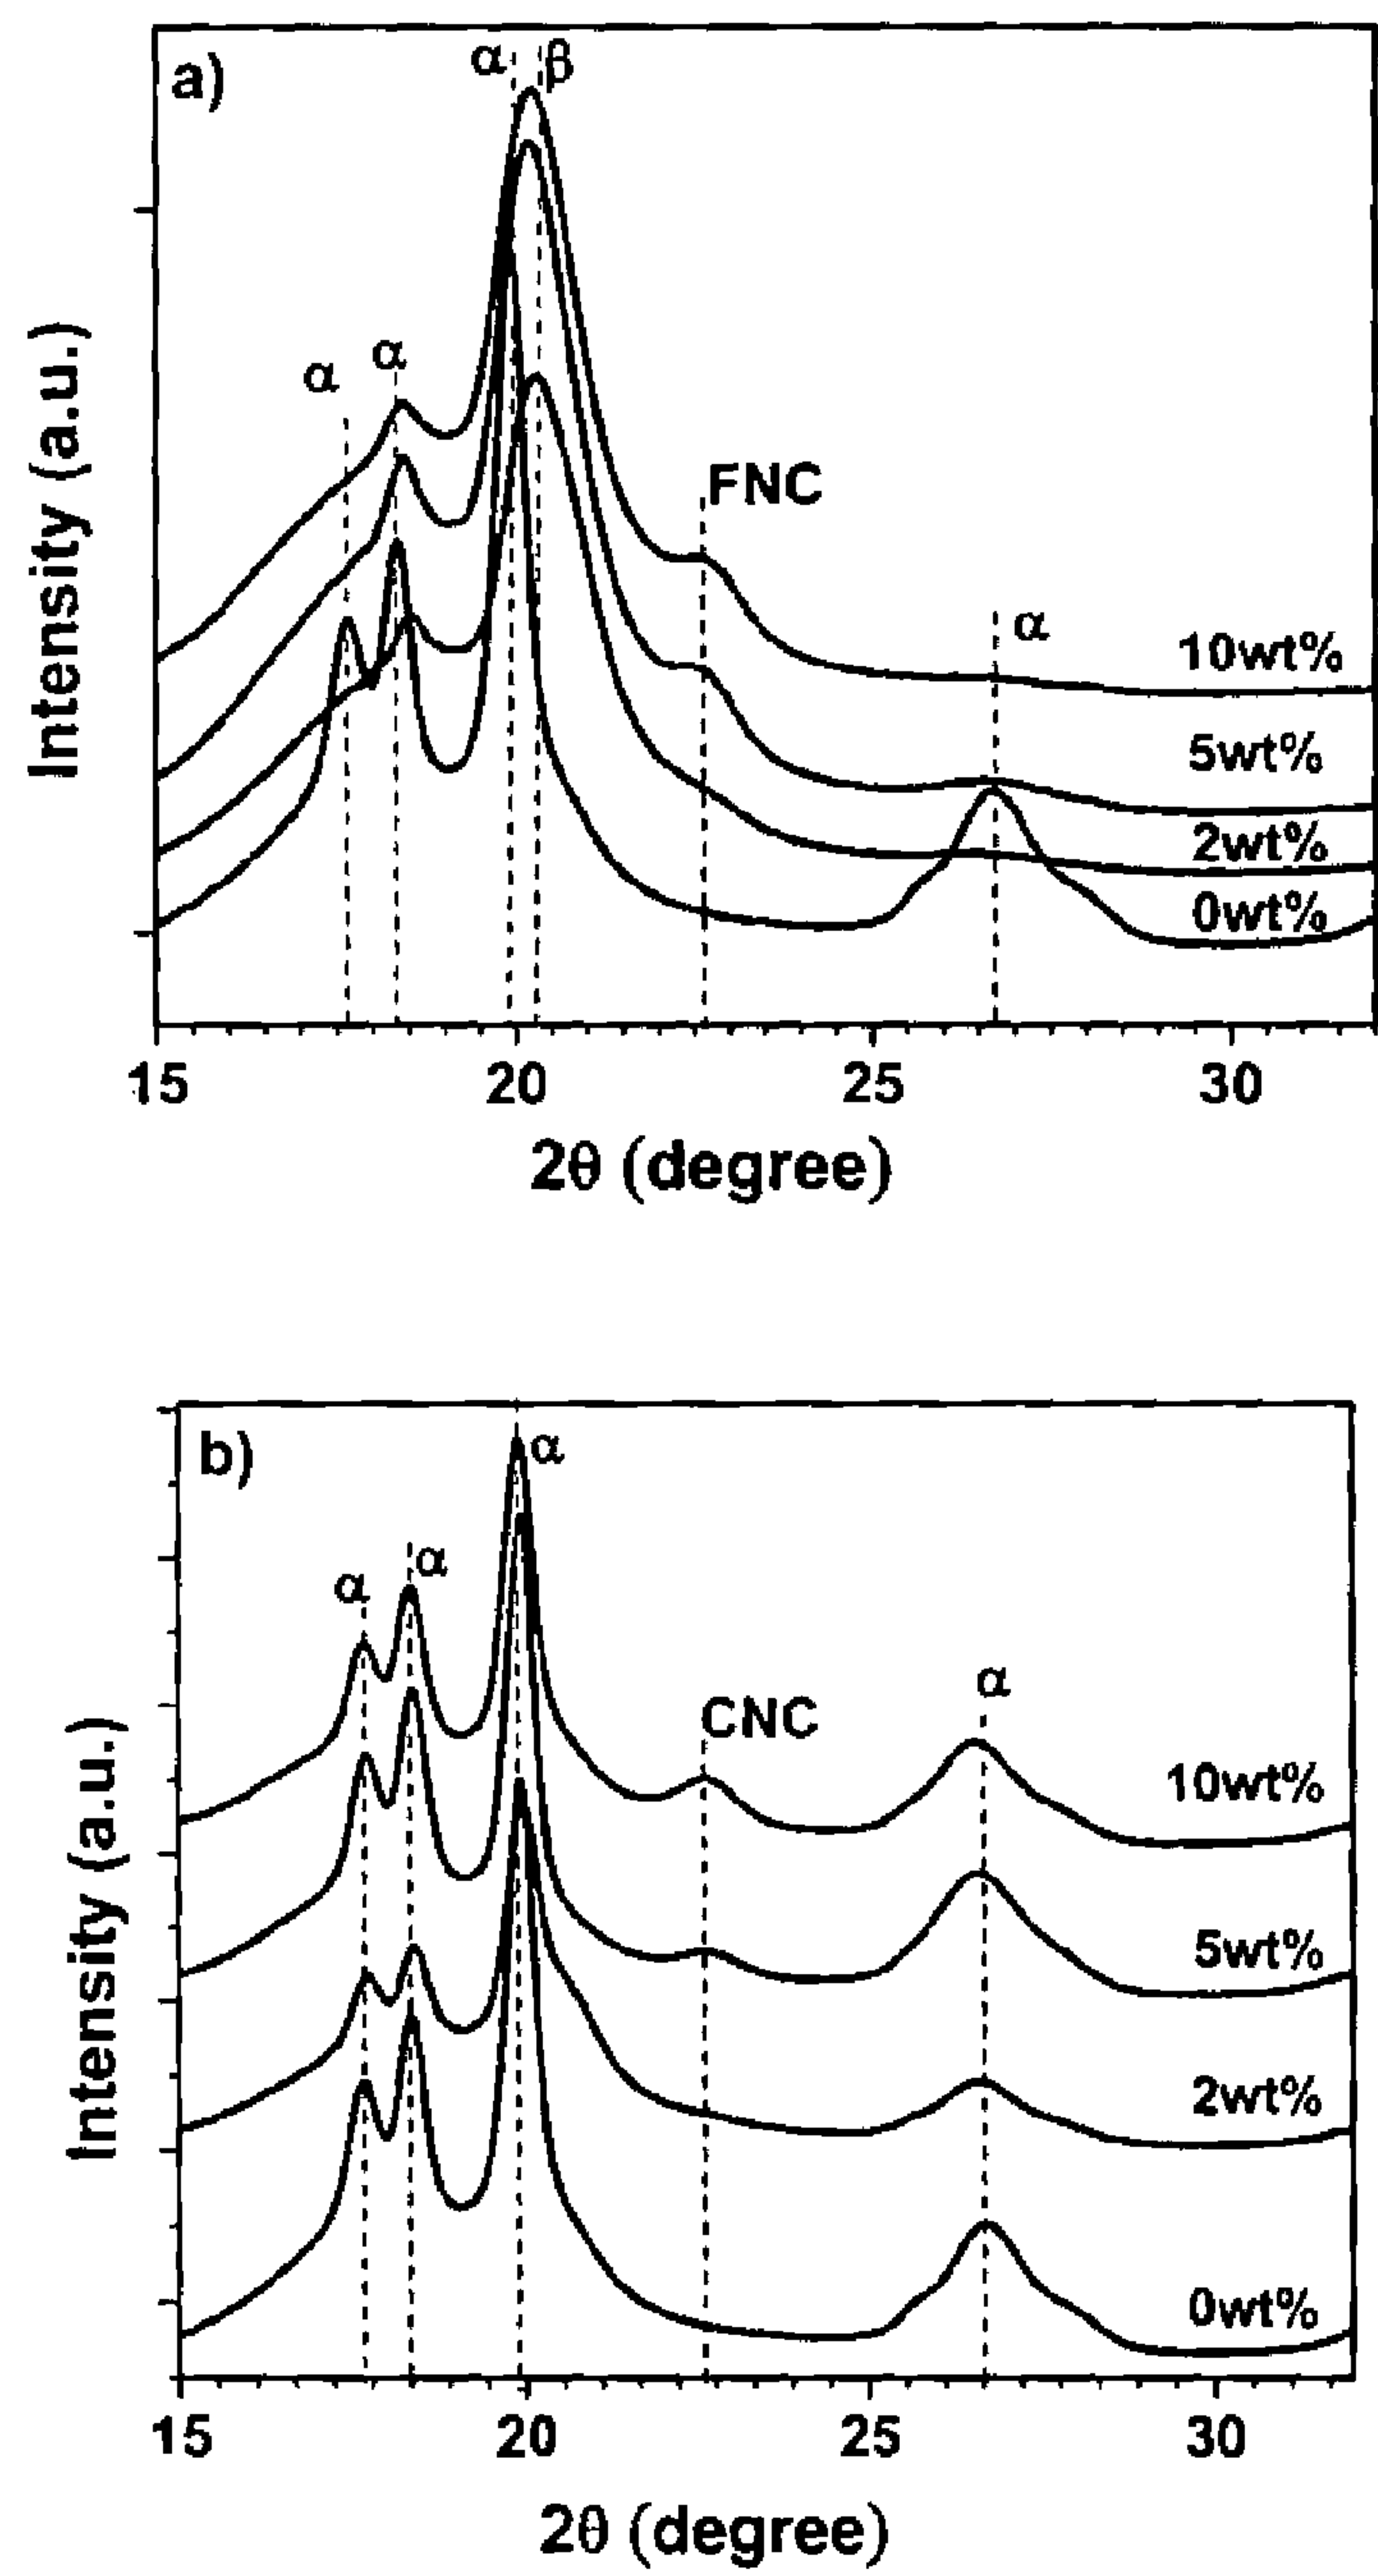 a)
α
β
α
α
FNC
α
10wt%
5wt%
2wt%
0wt%
Intensity (a.u.)
15
20
25
30
2θ (degree)
b)
α
α
α
α
CNC
10wt%
5wt%
2wt%
0wt%
Intensity (a.u.)
15
20
25
30
2θ (degree)